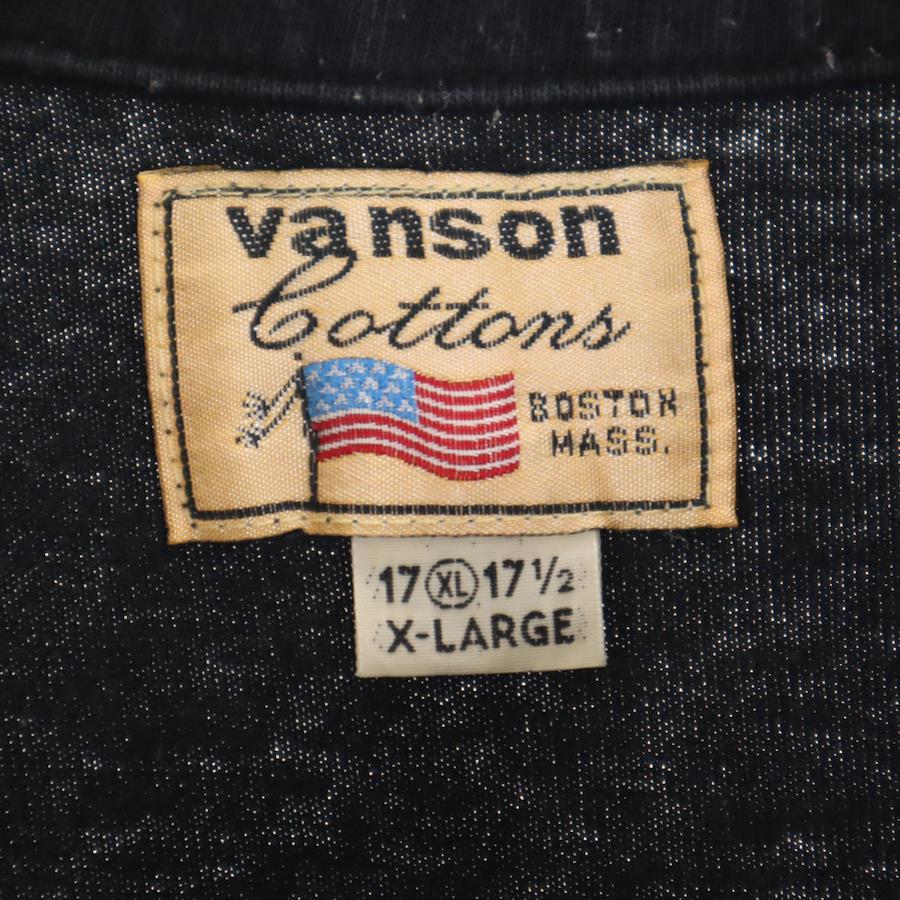 vanson
Cottons
BOSTON
MASS.
17 XL 17 1/2
X-LARGE